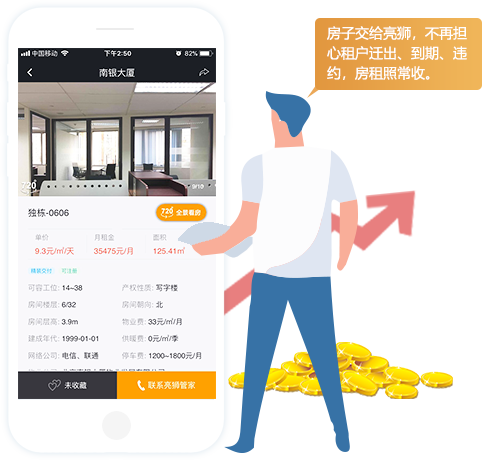 房子交给亮狮，不再担
心租户迁出、到期、违
约，房租照常收。
中国移动 下午2:50 82%
南银大厦
720 9/10
独栋-0606
720 全景看房
单价 月租金 面积
9.3元/㎡/天 35475元/月 125.41㎡
精装交付 可注册
可容工位: 14~38 产权性质: 写字楼
房间楼层: 6/32 房间朝向: 北
房间层高: 3.9m 物业费: 33元/㎡/月
建成年代: 1999-01-01 供暖费: 0元/㎡/季
网络公司: 电信、联通 停车费: 1200~1800元/月
未收藏 联系亮狮管家